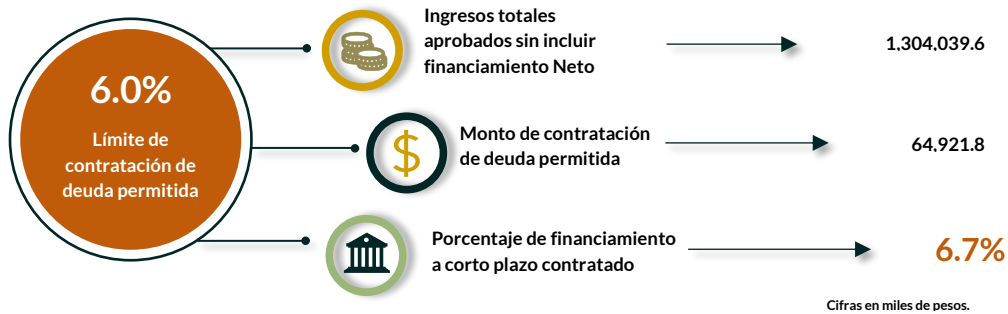 6.0%
Límite de
contratación de
deuda permitida
Ingresos totales
aprobados sin incluir
financiamiento Neto
1,304,039.6
$
Monto de contratación
de deuda permitida
64,921.8
Porcentaje de financiamiento
a corto plazo contratado
6.7%
Cifras en miles de pesos.